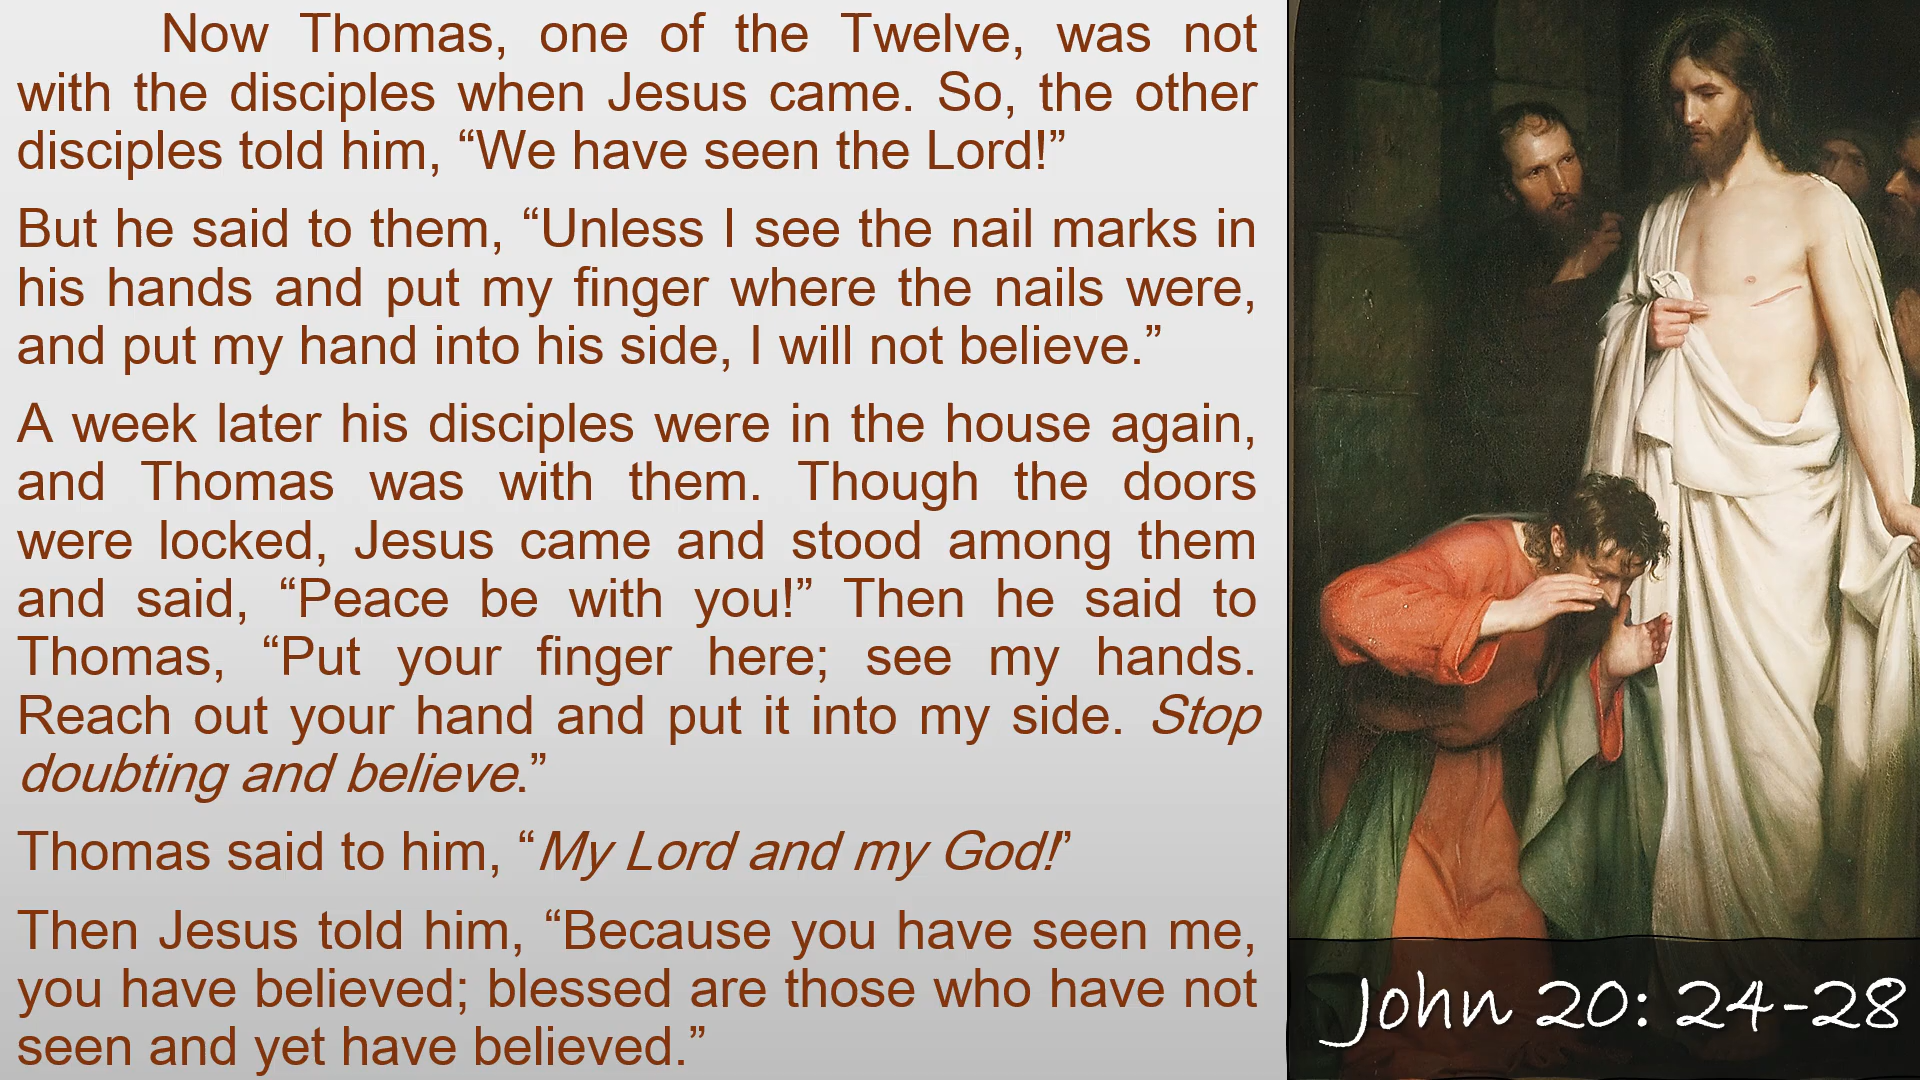 Now Thomas, one of the Twelve, was not
with the disciples when Jesus came. So, the other
disciples told him, “We have seen the Lord!”
But he said to them, “Unless I see the nail marks in
his hands and put my finger where the nails were,
and put my hand into his side, I will not believe.”
A week later his disciples were in the house again,
and Thomas was with them. Though the doors
were locked, Jesus came and stood among them
and said, “Peace be with you!” Then he said to
Thomas, “Put your finger here; see my hands.
Reach out your hand and put it into my side. Stop
doubting and believe.”
Thomas said to him, “My Lord and my God!”
Then Jesus told him, “Because you have seen me,
you have believed; blessed are those who have not
seen and yet have believed.”
John 20: 24-28